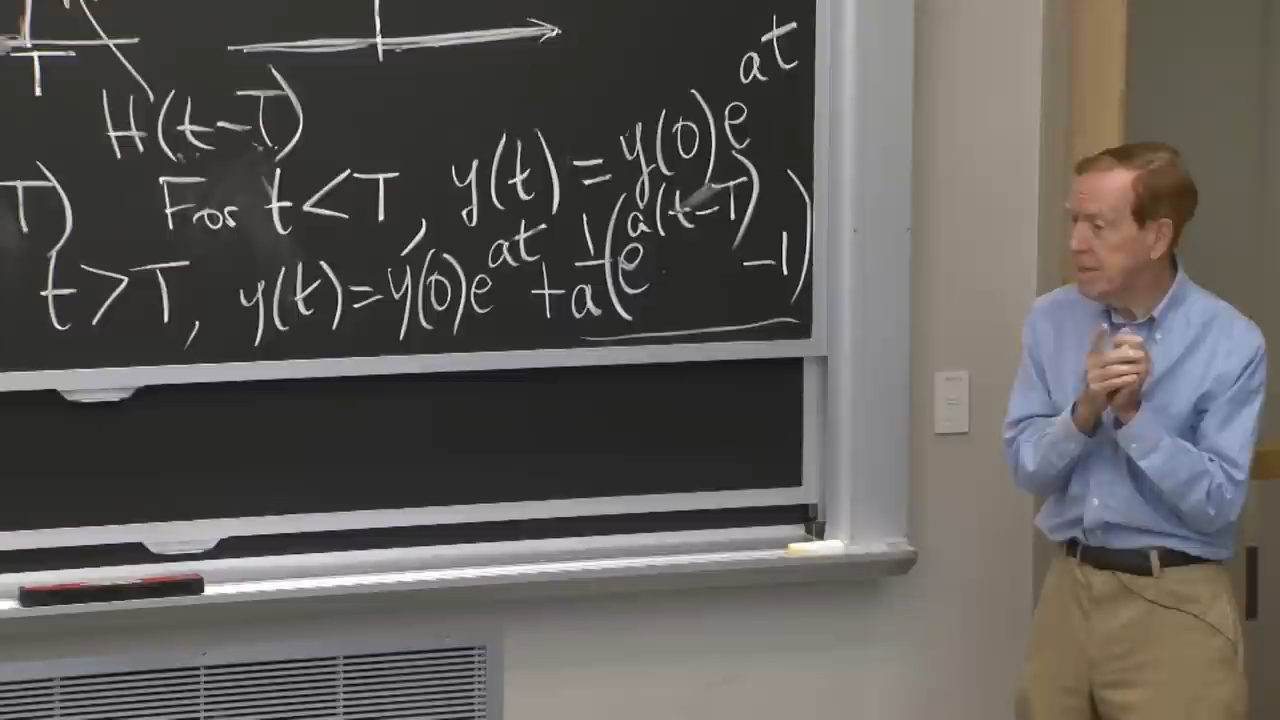 T
H(t-T)
T) For t<T, y(t) = y(0)e^{at}
t>T, y(t)=y(0)e^{at} + 1/a (e^{a(t-T)} -1)